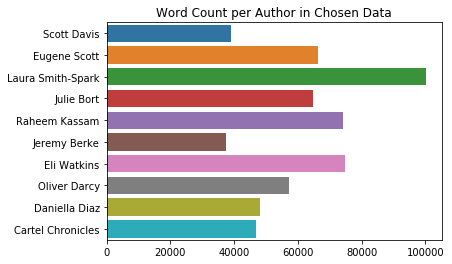 Word Count per Author in Chosen Data
Scott Davis
Eugene Scott
Laura Smith-Spark
Julie Bort
Raheem Kassam
Jeremy Berke
Eli Watkins
Oliver Darcy
Daniella Diaz
Cartel Chronicles
0 20000 40000 60000 80000 100000